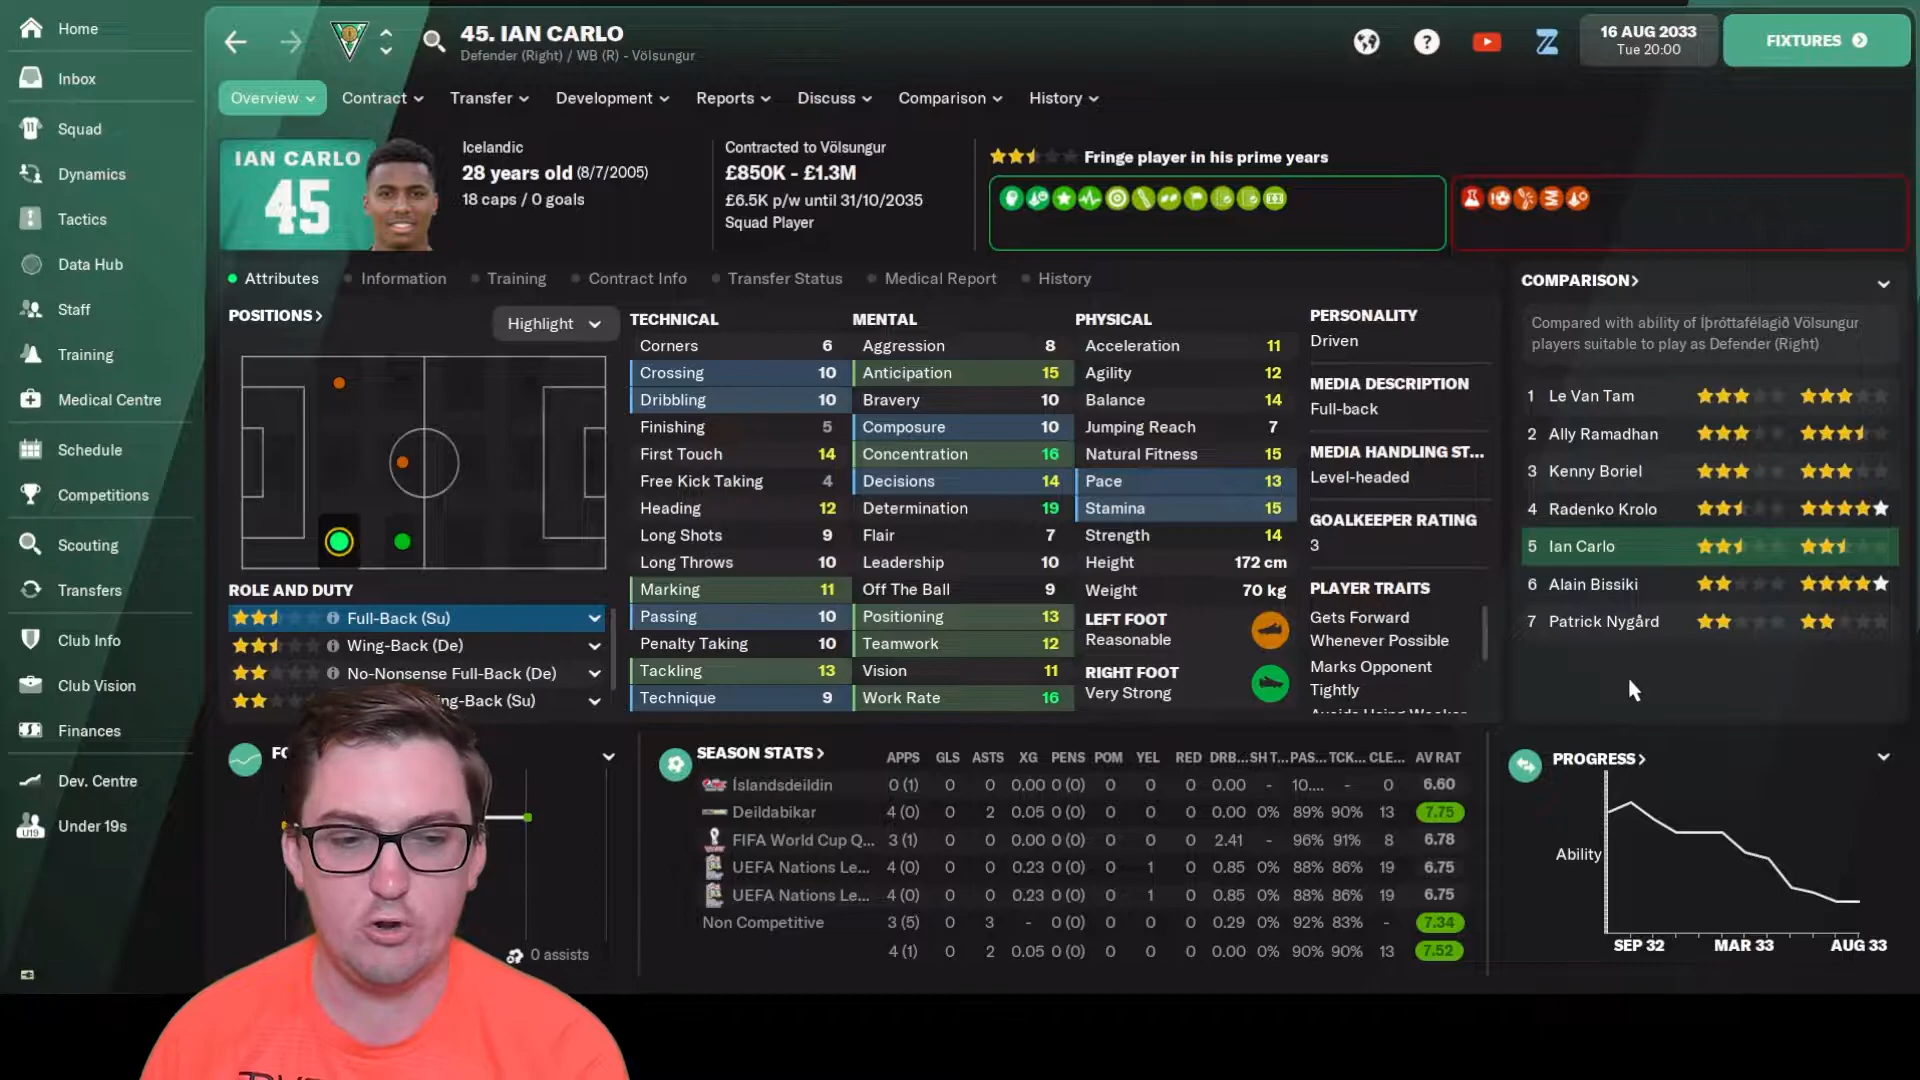 Home
Inbox
Squad
Dynamics
Tactics
Data Hub
Staff
Training
Medical Centre
Schedule
Competitions
Scouting
Transfers
Club Info
Club Vision
Finances
Dev. Centre
U19 Under 19s
45. IAN CARLO
Defender (Right) / WB (R) - Völsungur
16 AUG 2033
Tue 20:00
FIXTURES
Overview Contract Transfer Development Reports Discuss Comparison History
IAN CARLO
45
Icelandic
28 years old (8/7/2005)
18 caps / 0 goals
Contracted to Völsungur
£850K - £1.3M
£6.5K p/w until 31/10/2035
Squad Player
Fringe player in his prime years
Attributes Information Training Contract Info Transfer Status Medical Report History
POSITIONS >
Highlight
ROLE AND DUTY
Full-Back (Su)
Wing-Back (De)
No-Nonsense Full-Back (De)
ing-Back (Su)
TECHNICAL
Corners 6
Crossing 10
Dribbling 10
Finishing 5
First Touch 14
Free Kick Taking 4
Heading 12
Long Shots 9
Long Throws 10
Marking 11
Passing 10
Penalty Taking 10
Tackling 13
Technique 9
MENTAL
Aggression 8
Anticipation 15
Bravery 10
Composure 10
Concentration 16
Decisions 14
Determination 19
Flair 7
Leadership 10
Off The Ball 9
Positioning 13
Teamwork 12
Vision 11
Work Rate 16
PHYSICAL
Acceleration 11
Agility 12
Balance 14
Jumping Reach 7
Natural Fitness 15
Pace 13
Stamina 15
Strength 14
Height 172 cm
Weight 70 kg
LEFT FOOT
Reasonable
RIGHT FOOT
Very Strong
PERSONALITY
Driven
MEDIA DESCRIPTION
Full-back
MEDIA HANDLING ST...
Level-headed
GOALKEEPER RATING
3
PLAYER TRAITS
Gets Forward
Whenever Possible
Marks Opponent
Tightly
COMPARISON >
Compared with ability of Íþróttafélagið Völsungur
players suitable to play as Defender (Right)
1 Le Van Tam
2 Ally Ramadhan
3 Kenny Boriel
4 Radenko Krolo
5 Ian Carlo
6 Alain Bissiki
7 Patrick Nygård
FO
0 assists
SEASON STATS > APPS GLS ASTS XG PENS POM YEL RED DRB... SH T... PAS... TCK... CLE... AV RAT
Íslandsdeildin 0 (1) 0 0 0.00 0 (0) 0 0 0 0.00 - 10.... - 0 6.60
Deildabikar 4 (0) 0 2 0.05 0 (0) 0 0 0 0.00 0% 89% 90% 13 7.75
FIFA World Cup Q... 3 (1) 0 0 0.00 0 (0) 0 0 0 2.41 - 96% 91% 8 6.78
UEFA Nations Le... 4 (0) 0 0 0.23 0 (0) 0 1 0 0.85 0% 88% 86% 19 6.75
UEFA Nations Le... 4 (0) 0 0 0.23 0 (0) 0 1 0 0.85 0% 88% 86% 19 6.75
Non Competitive 3 (5) 0 3 - 0 (0) 0 0 0 0.29 0% 92% 83% - 7.34
4 (1) 0 2 0.05 0 (0) 0 0 0 0.00 0% 90% 90% 13 7.52
PROGRESS >
Ability
SEP 32 MAR 33 AUG 33